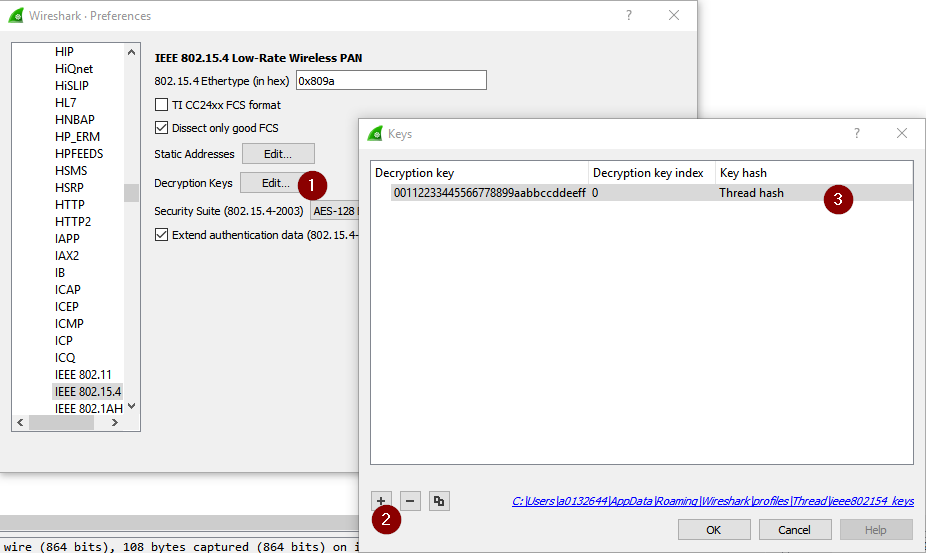 Wireshark · Preferences
?
HIP
HiQnet
HiSLIP
HL7
HNBAP
HP_ERM
HPFEEDS
HSMS
HSRP
HTTP
HTTP2
IAPP
IAX2
IB
ICAP
ICEP
ICMP
ICP
ICQ
IEEE 802.11
IEEE 802.15.4
IEEE 802.1AH
IEEE 802.15.4 Low-Rate Wireless PAN
802.15.4 Ethertype (in hex) 0x809a
TI CC24xx FCS format
Dissect only good FCS
Static Addresses Edit...
Decryption Keys Edit... 1
Security Suite (802.15.4-2003) AES-128
Extend authentication data (802.15.4-
Keys
?
Decryption key Decryption key index Key hash
00112233445566778899aabbccddeeff 0 Thread hash 3
+ −
2
C:\Users\a0132644\AppData\Roaming\Wireshark\profiles\Thread\ieee802154_keys
OK Cancel Help
wire (864 bits), 108 bytes captured (864 bits) on